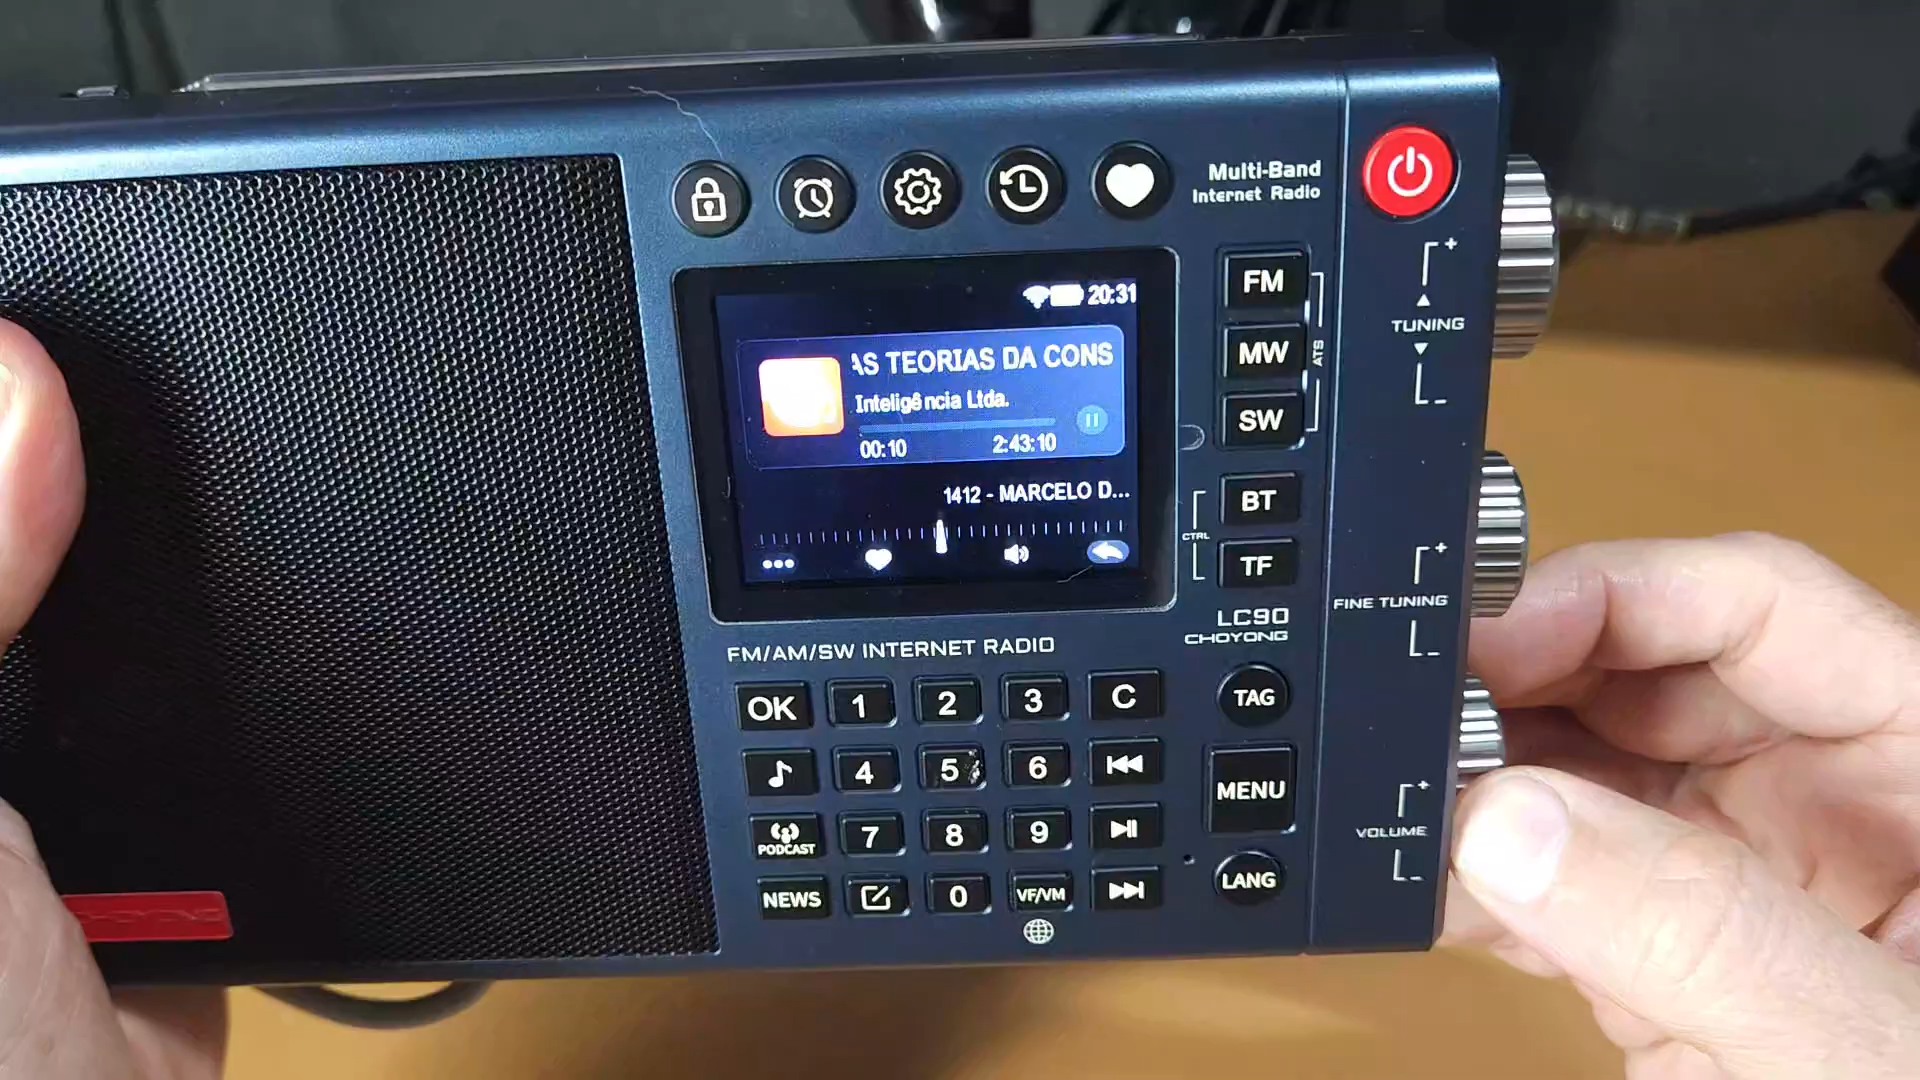 Multi-Band
Internet Radio
20:31
AS TEORIAS DA CONS
Inteligência Ltda.
00:10
2:43:10
1412 - MARCELO D...
FM
MW
SW
ATS
BT
CTRL
TF
LC90
CHOYONG
TUNING
FINE TUNING
VOLUME
FM/AM/SW INTERNET RADIO
OK 1 2 3 C
4 5 6
PODCAST 7 8 9
NEWS 0 VF/VM
TAG
MENU
LANG
CHOYONG